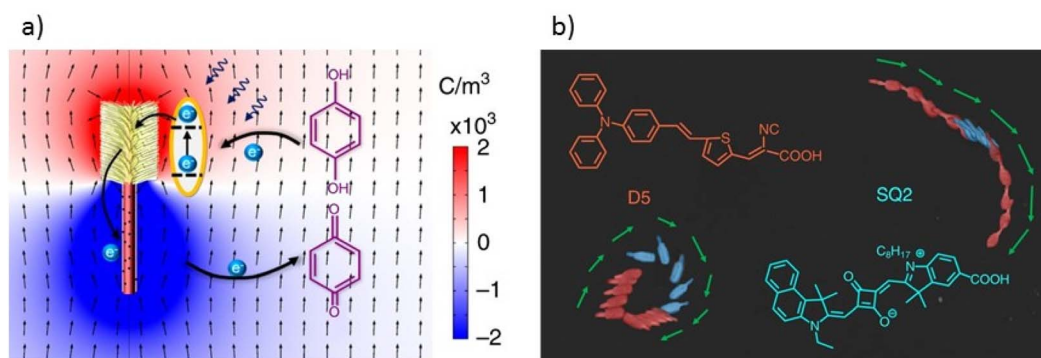 a)
e⁻
e⁻
e⁻
e⁻
e⁻
OH
OH
O
O
C/m³
x10³
2
1
0
−1
−2
b)
N
S
NC
COOH
D5
SQ2
C₈H₁₇
N
⊕
COOH
O
O
⊖
N